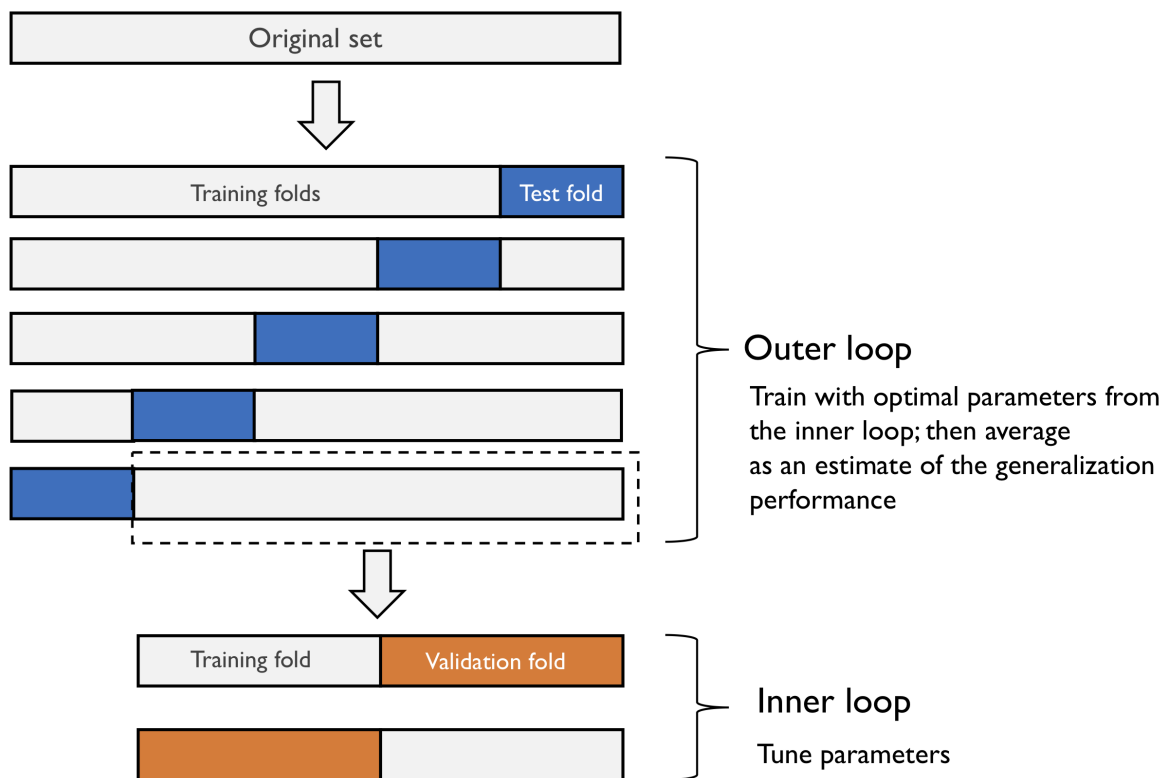 Original set
Training folds
Test fold
Outer loop
Train with optimal parameters from
the inner loop; then average
as an estimate of the generalization
performance
Training fold
Validation fold
Inner loop
Tune parameters